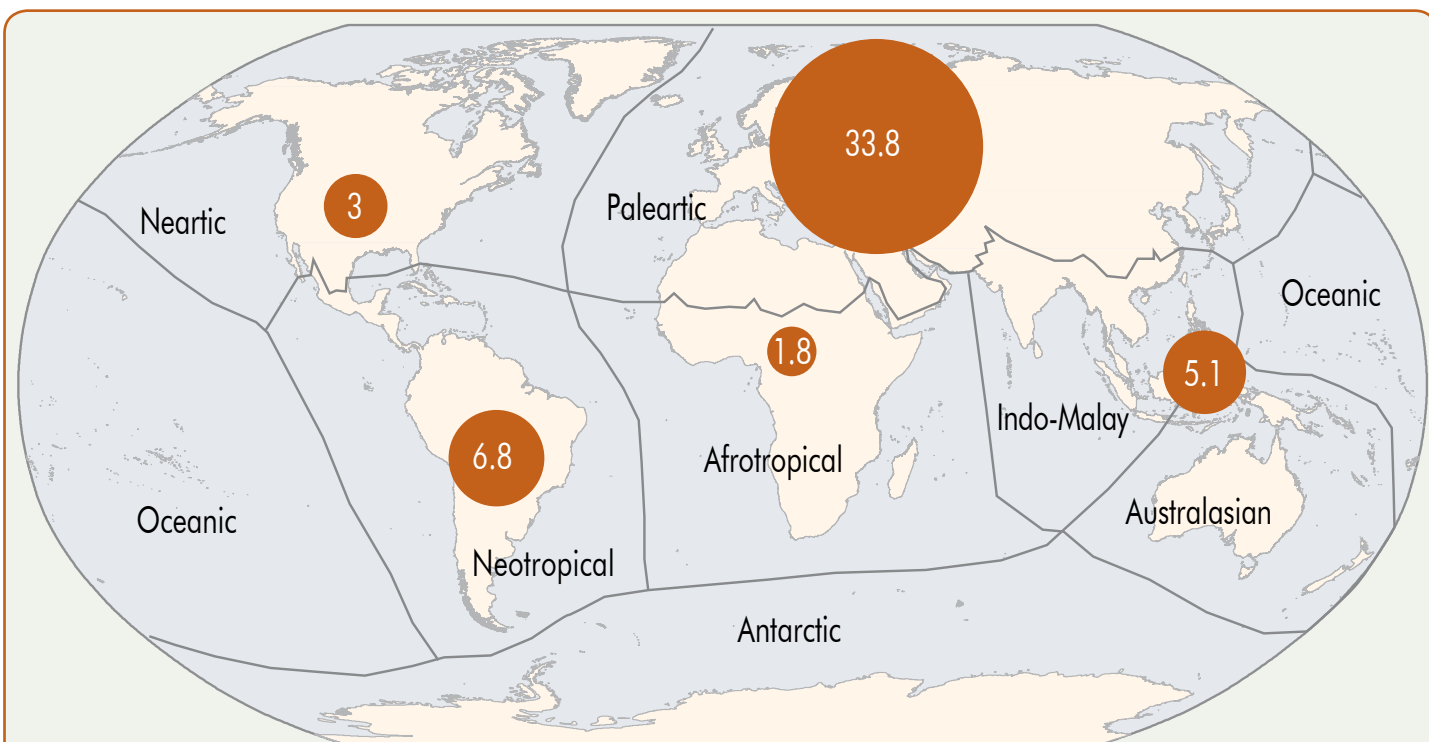 33.8
3
Neartic
Paleartic
Oceanic
1.8
5.1
Indo-Malay
6.8
Afrotropical
Australasian
Oceanic
Neotropical
Antarctic